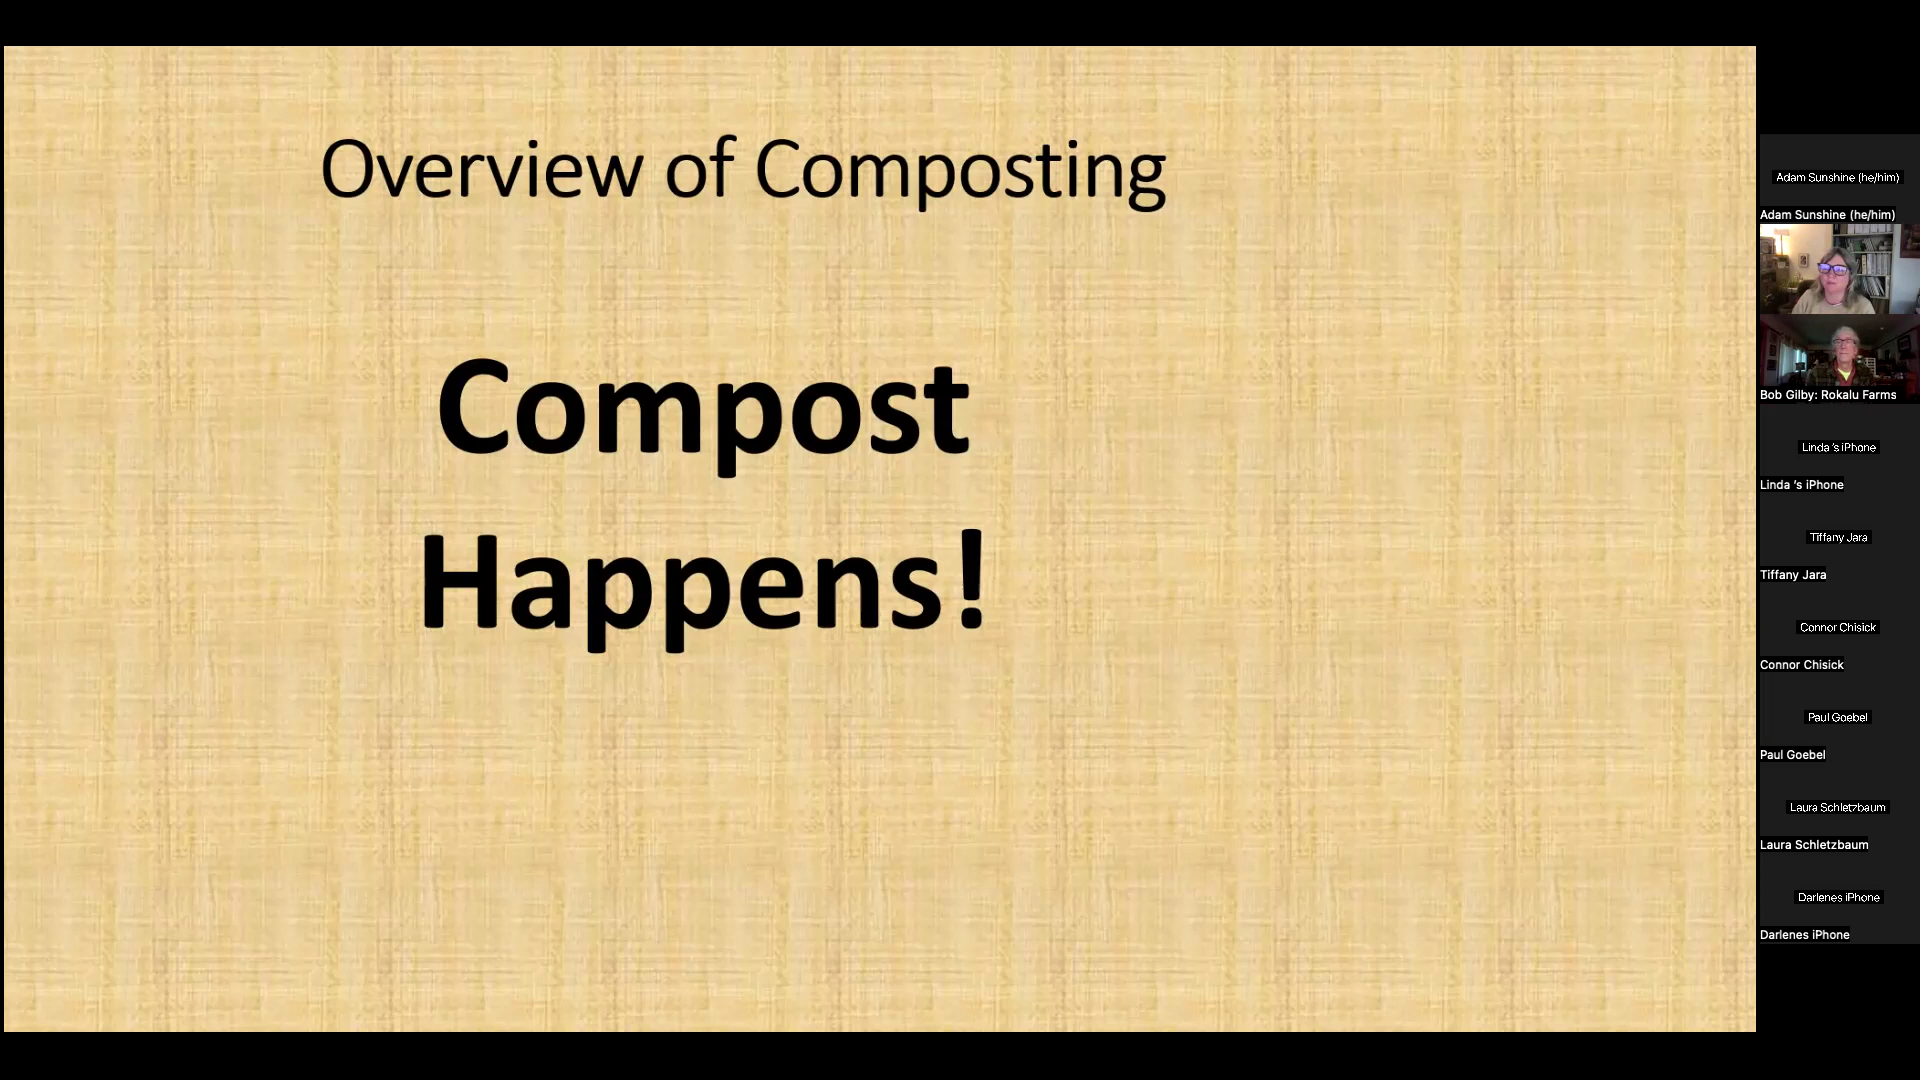 Overview of Composting
Compost
Happens!
Adam Sunshine (he/him)
Adam Sunshine (he/him)
Bob Gilby: Rokalu Farms
Linda 's iPhone
Linda 's iPhone
Tiffany Jara
Tiffany Jara
Connor Chisick
Connor Chisick
Paul Goebel
Paul Goebel
Laura Schletzbaum
Laura Schletzbaum
Darlenes iPhone
Darlenes iPhone